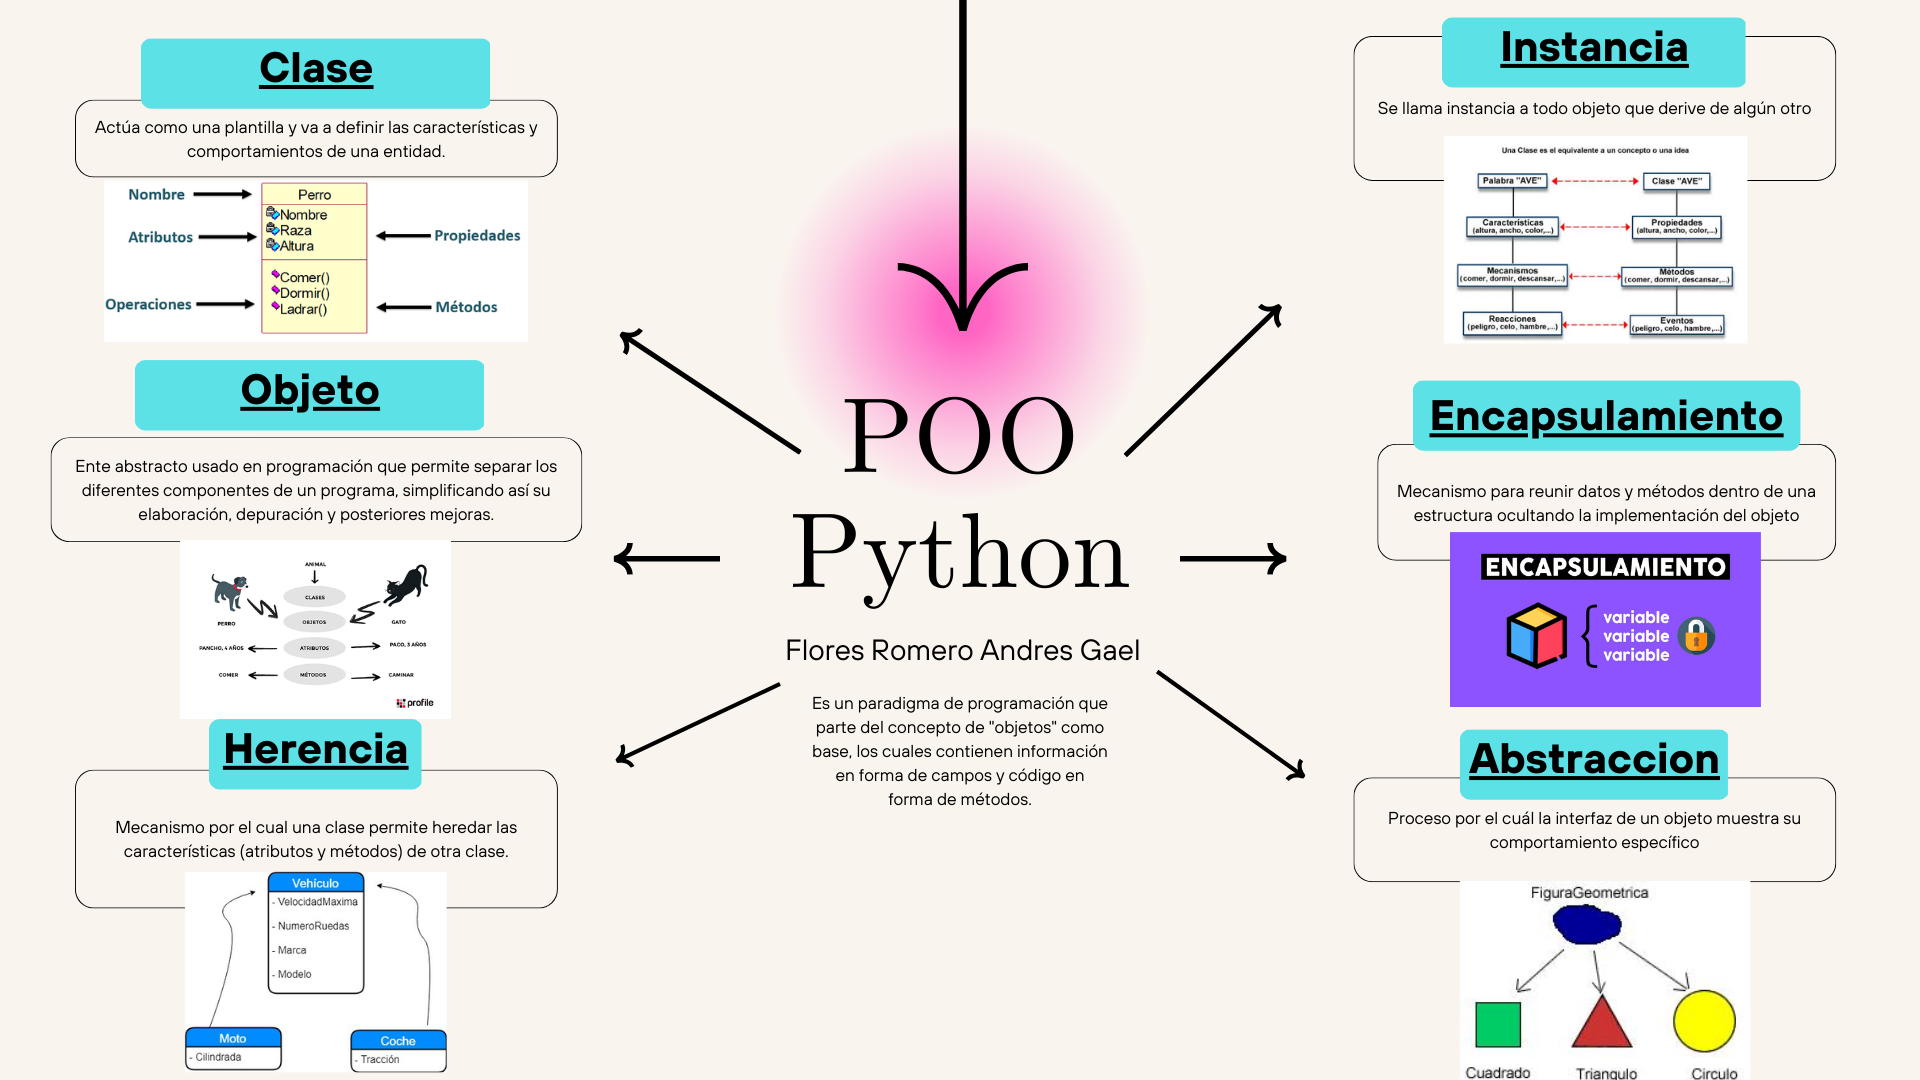 Clase
Actúa como una plantilla y va a definir las características y
comportamientos de una entidad.
Nombre
Atributos
Operaciones
Perro
Nombre
Raza
Altura
Comer()
Dormir()
Ladrar()
Propiedades
Métodos
Objeto
Ente abstracto usado en programación que permite separar los
diferentes componentes de un programa, simplificando así su
elaboración, depuración y posteriores mejoras.
ANIMAL
CLASES
OBJETOS
PERRO
GATO
PANCHO, 4 AÑOS
ATRIBUTOS
PACO, 3 AÑOS
COMER
MÉTODOS
CAMINAR
profile
Herencia
Mecanismo por el cual una clase permite heredar las
características (atributos y métodos) de otra clase.
Vehículo
- VelocidadMaxima
- NumeroRuedas
- Marca
- Modelo
Moto
- Cilindrada
Coche
- Tracción
POO
Python
Flores Romero Andres Gael
Es un paradigma de programación que
parte del concepto de "objetos" como
base, los cuales contienen información
en forma de campos y código en
forma de métodos.
Instancia
Se llama instancia a todo objeto que derive de algún otro
Una Clase es el equivalente a un concepto o una idea
Palabra "AVE"
Clase "AVE"
Características
(altura, ancho, color,...)
Propiedades
(altura, ancho, color,...)
Mecanismos
(comer, dormir, descansar,...)
Métodos
(comer, dormir, descansar,...)
Reacciones
(peligro, celo, hambre,...)
Eventos
(peligro, celo, hambre,...)
Encapsulamiento
Mecanismo para reunir datos y métodos dentro de una
estructura ocultando la implementación del objeto
ENCAPSULAMIENTO
variable
variable
variable
Abstraccion
Proceso por el cuál la interfaz de un objeto muestra su
comportamiento específico
FiguraGeometrica
Cuadrado
Triangulo
Circulo